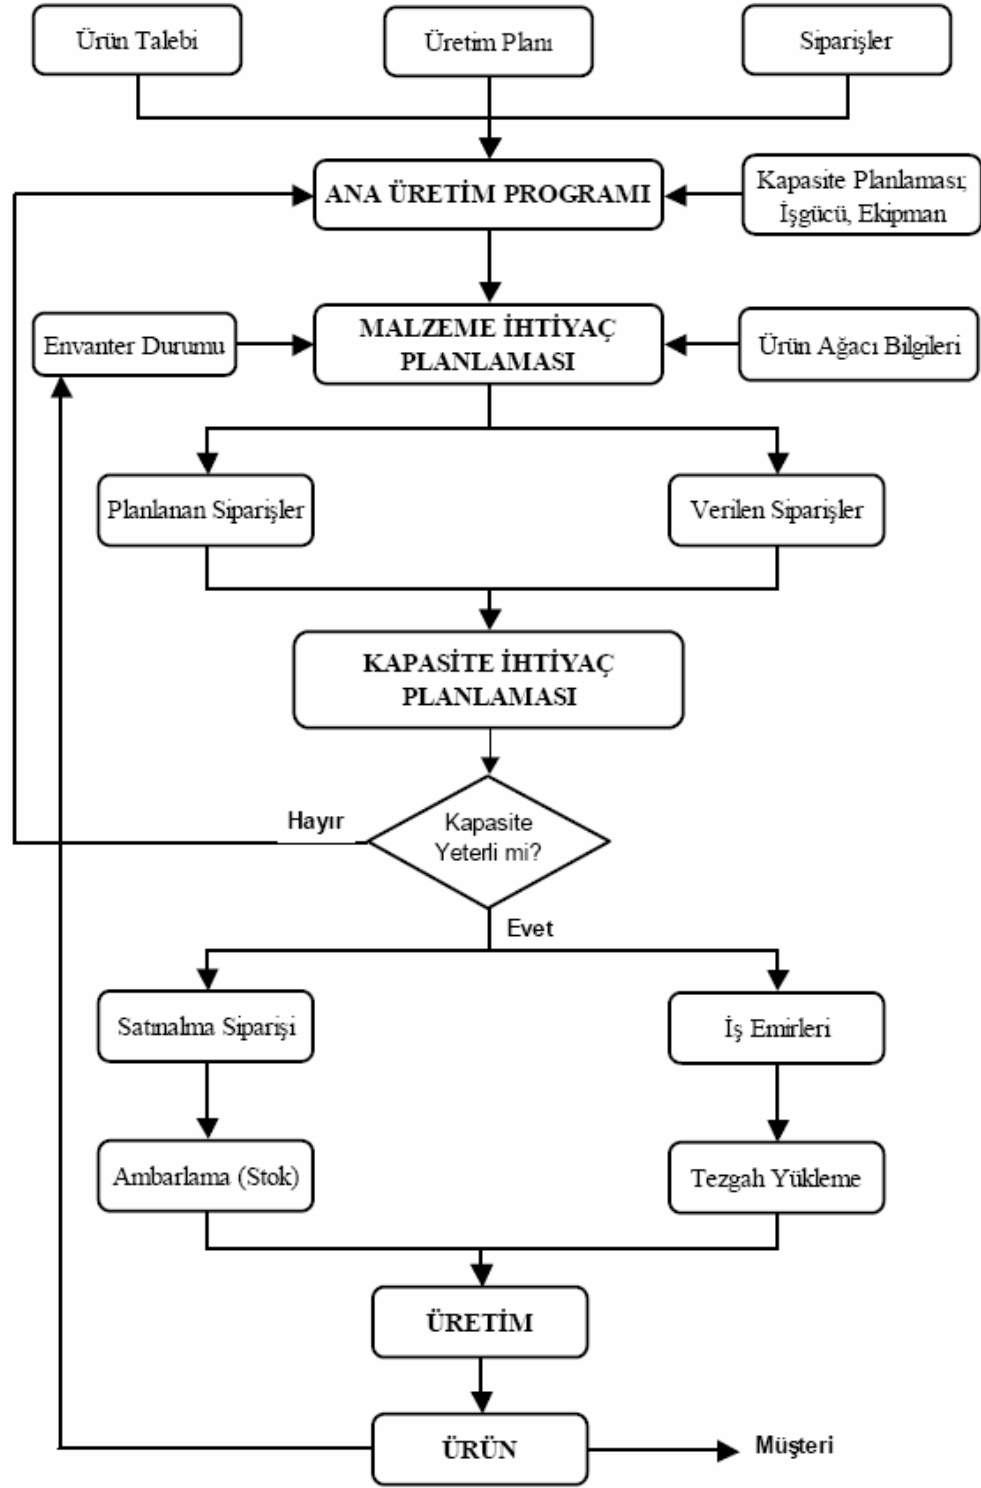 Ürün Talebi
Üretim Planı
Siparişler
ANA ÜRETİM PROGRAMI
Kapasite Planlaması;
İşgücü, Ekipman
Envanter Durumu
MALZEME İHTİYAÇ
PLANLAMASI
Ürün Ağacı Bilgileri
Planlanan Siparişler
Verilen Siparişler
KAPASİTE İHTİYAÇ
PLANLAMASI
Hayır
Kapasite
Yeterli mi?
Evet
Satınalma Siparişi
İş Emirleri
Ambarlama (Stok)
Tezgah Yükleme
ÜRETİM
ÜRÜN
Müşteri